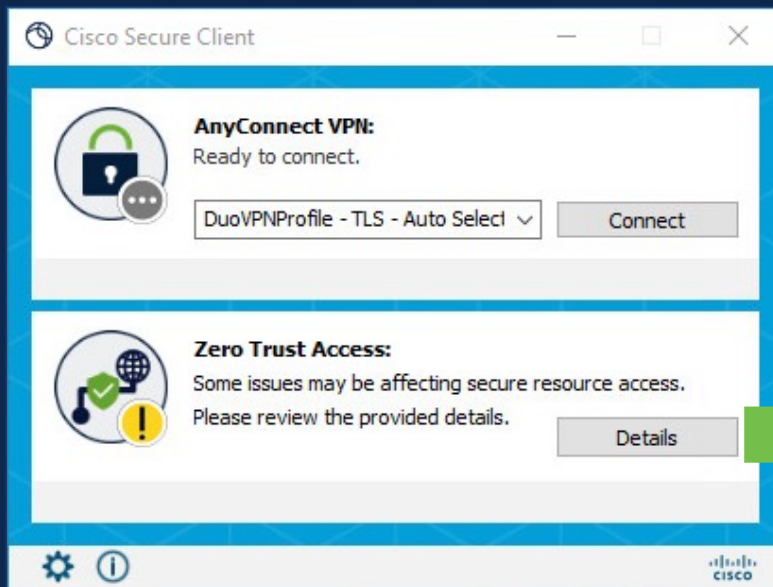 Cisco Secure Client
AnyConnect VPN:
Ready to connect.
DuoVPNProfile - TLS - Auto Select
Connect
Zero Trust Access:
Some issues may be affecting secure resource access.
Please review the provided details.
Details
CISCO